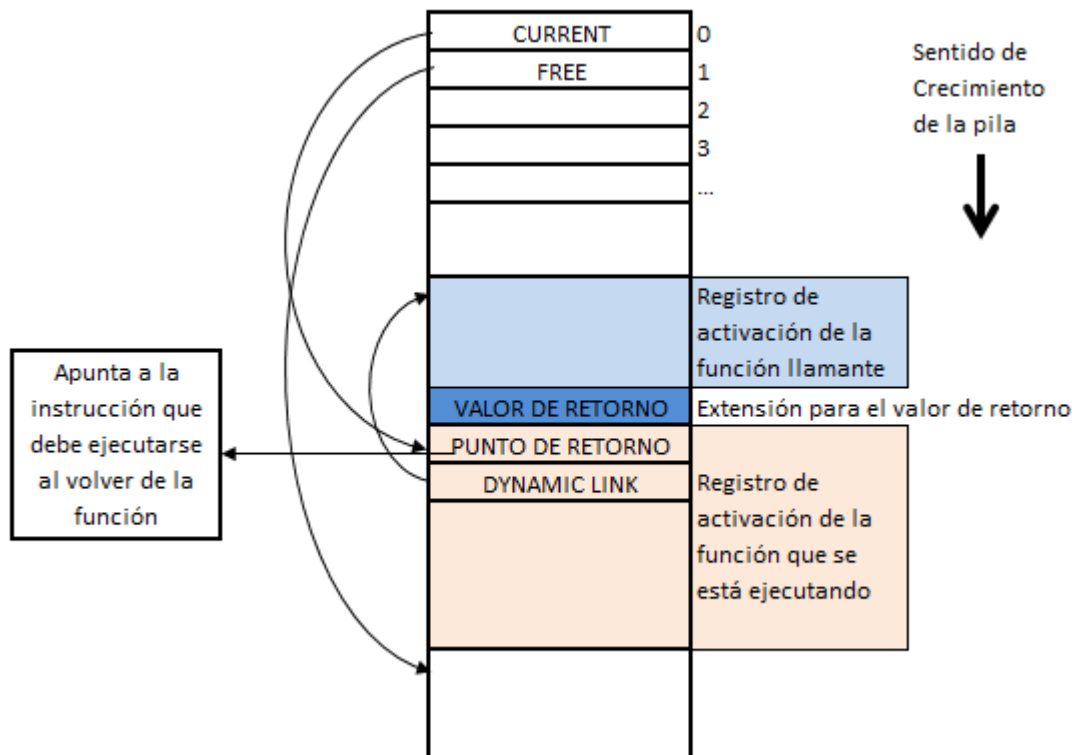 CURRENT
0
FREE
1
2
3
...
Sentido de
Crecimiento
de la pila
Registro de
activación de la
función llamante
Apunta a la
instrucción que
debe ejecutarse
al volver de la
función
VALOR DE RETORNO
Extensión para el valor de retorno
PUNTO DE RETORNO
DYNAMIC LINK
Registro de
activación de la
función que se
está ejecutando